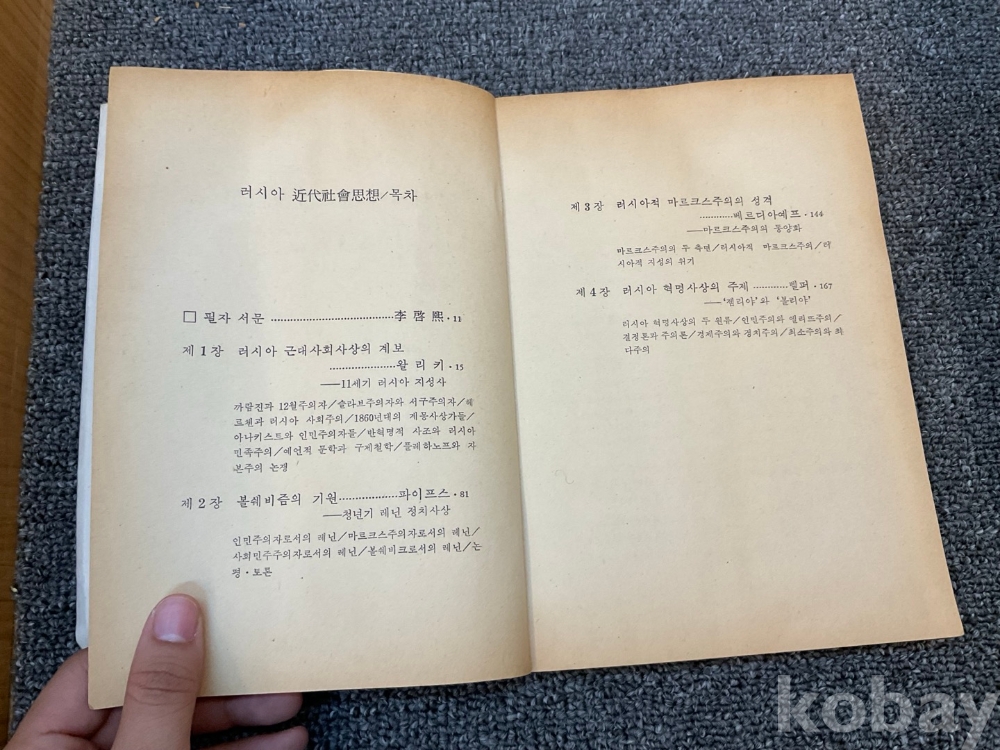 러시아 近代社會思想/목차
□ 필자 서문 ……………………………………李 啓 熙 · 11
제 1 장 러시아 근대사회사상의 계보
……………………왈 리 키 · 15
──11세기 러시아 지성사
까람진과 12월주의자/슬라브주의자와 서구주의자/헤
르첸과 러시아 사회주의/1860년대의 계몽사상가들/
아나키스트와 인민주의자들/반혁명적 사조와 러시아
민족주의/예언적 문학과 구제철학/플레하노프와 자
본주의 논쟁
제 2 장 볼쉐비즘의 기원………………파이프스 · 81
──청년기 레닌 정치사상
인민주의자로서의 레닌/마르크스주의자로서의 레닌/
사회민주주의자로서의 레닌/볼쉐비크로서의 레닌/논
평 · 토론
제 3 장 러시아적 마르크스주의의 성격
…………베르디아예프 · 144
──마르크스주의의 동양화
마르크스주의의 두 측면/러시아적 마르크스주의/러
시아적 지성의 위기
제 4 장 러시아 혁명사상의 주제 …………틸퍼 · 167
──‘젬리아’와 ‘볼리아’
러시아 혁명사상의 두 원류/인민주의와 엘리트주의/
결정론과 주의론/경제주의와 정치주의/최소주의와 최
다주의
kobay